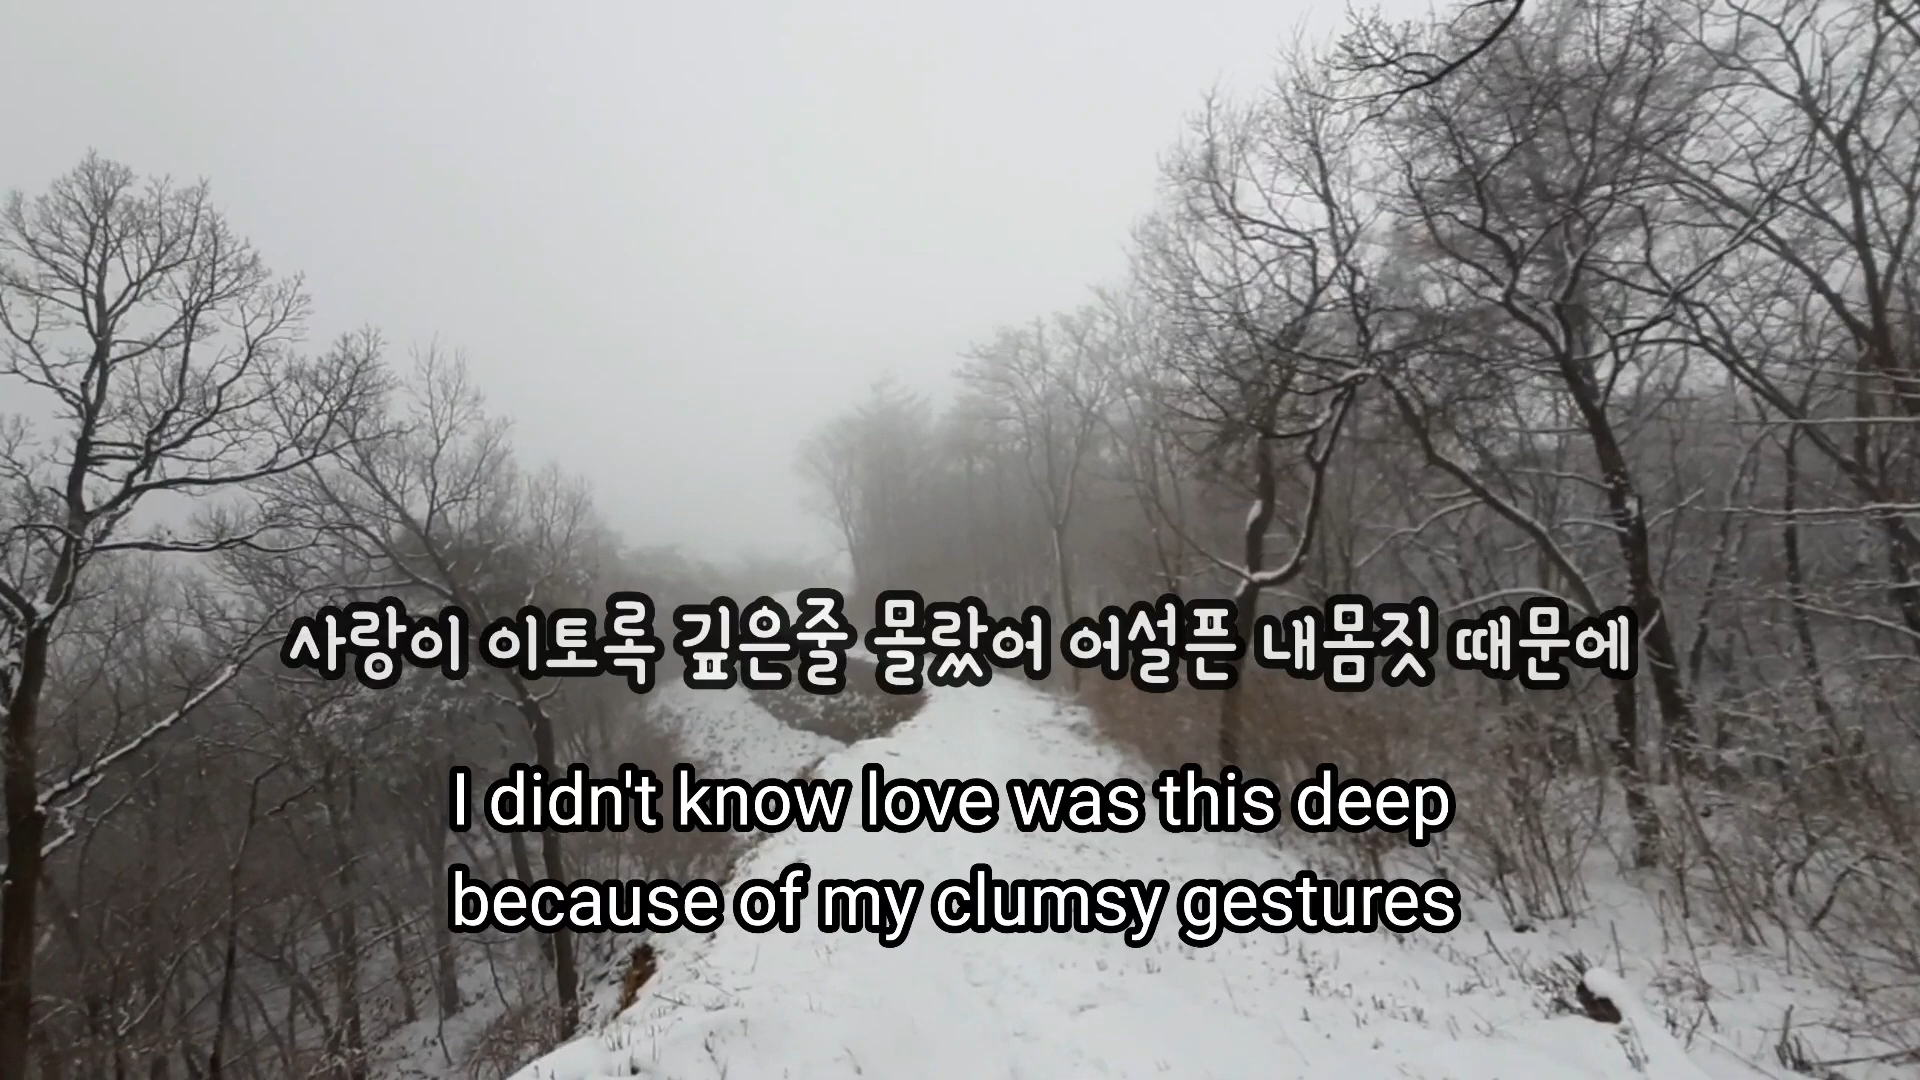 사랑이 이토록 깊은줄 몰랐어 어설픈 내몸짓 때문에
I didn't know love was this deep
because of my clumsy gestures